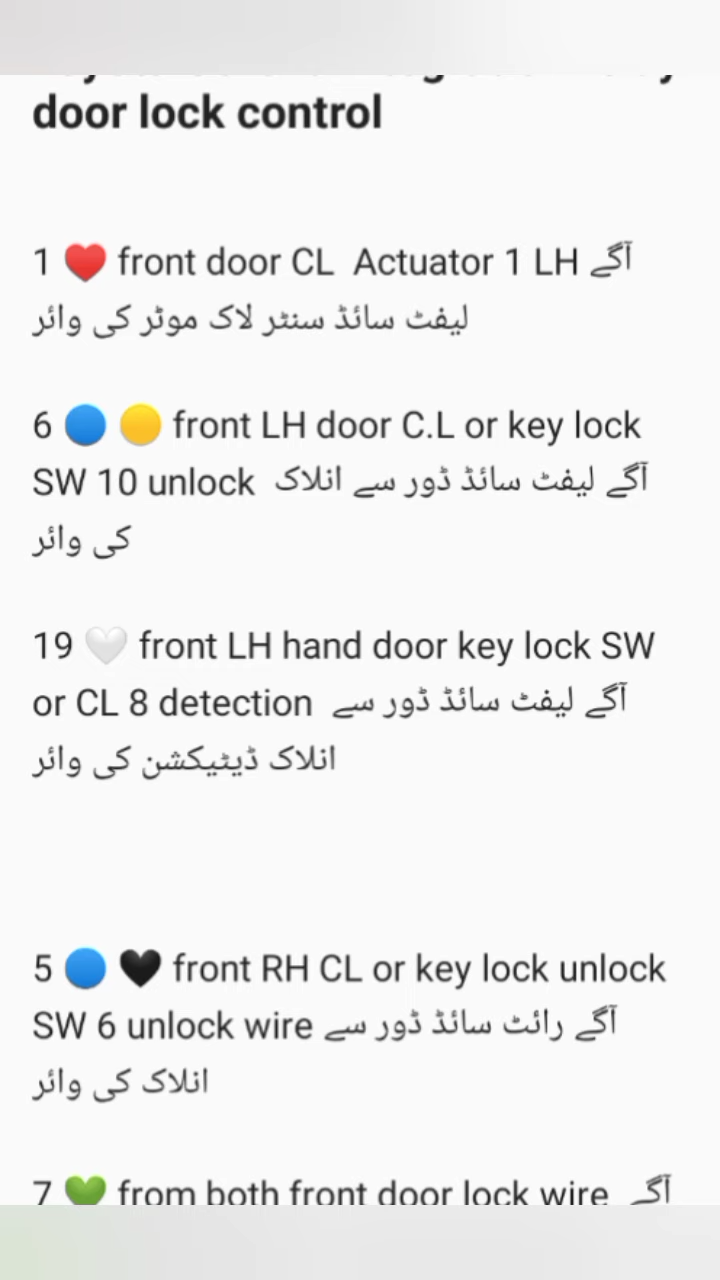 door lock control
1 ❤️ front door CL Actuator 1 LH آگے
لیفٹ سائڈ سنٹر لاک موٹر کی وائر
6 🔵 🟡 front LH door C.L or key lock
SW 10 unlock آگے لیفٹ سائڈ ڈور سے انلاک
کی وائر
19 🤍 front LH hand door key lock SW
or CL 8 detection آگے لیفٹ سائڈ ڈور سے
انلاک ڈیٹیکشن کی وائر
5 🔵 🖤 front RH CL or key lock unlock
SW 6 unlock wire آگے رائٹ سائڈ ڈور سے
انلاک کی وائر
7 💚 from both front door lock wire آگے